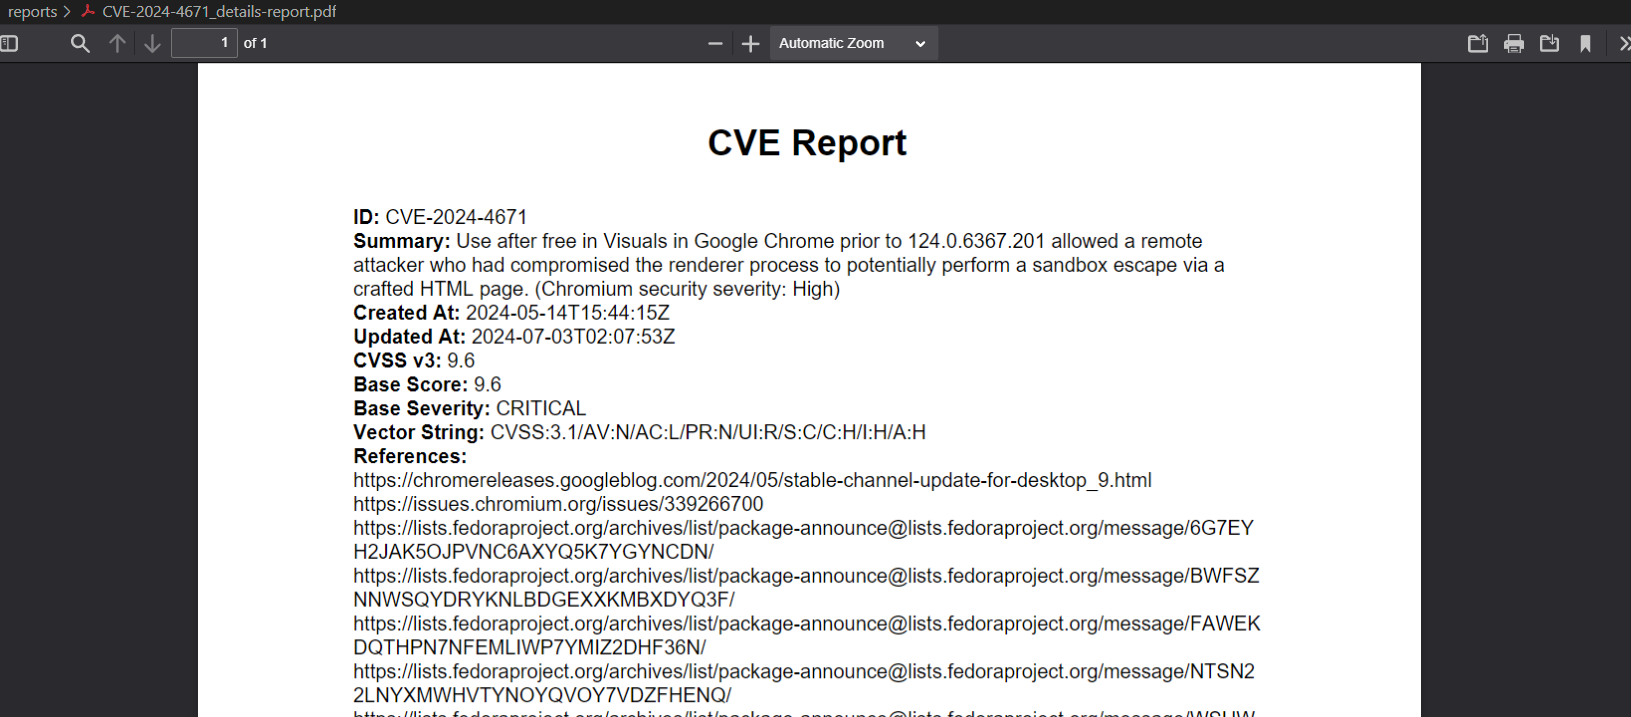 reports > CVE-2024-4671_details-report.pdf
1 of 1 Automatic Zoom
CVE Report
ID: CVE-2024-4671
Summary: Use after free in Visuals in Google Chrome prior to 124.0.6367.201 allowed a remote
attacker who had compromised the renderer process to potentially perform a sandbox escape via a
crafted HTML page. (Chromium security severity: High)
Created At: 2024-05-14T15:44:15Z
Updated At: 2024-07-03T02:07:53Z
CVSS v3: 9.6
Base Score: 9.6
Base Severity: CRITICAL
Vector String: CVSS:3.1/AV:N/AC:L/PR:N/UI:R/S:C/C:H/I:H/A:H
References:
https://chromereleases.googleblog.com/2024/05/stable-channel-update-for-desktop_9.html
https://issues.chromium.org/issues/339266700
https://lists.fedoraproject.org/archives/list/package-announce@lists.fedoraproject.org/message/6G7EY
H2JAK5OJPVNC6AXYQ5K7YGYNCDN/
https://lists.fedoraproject.org/archives/list/package-announce@lists.fedoraproject.org/message/BWFSZ
NNWSQYDRYKNLBDGEXXKMBXDYQ3F/
https://lists.fedoraproject.org/archives/list/package-announce@lists.fedoraproject.org/message/FAWEK
DQTHPN7NFEMLIWP7YMIZ2DHF36N/
https://lists.fedoraproject.org/archives/list/package-announce@lists.fedoraproject.org/message/NTSN2
2LNYXMWHVTYNOYQVOY7VDZFHENQ/